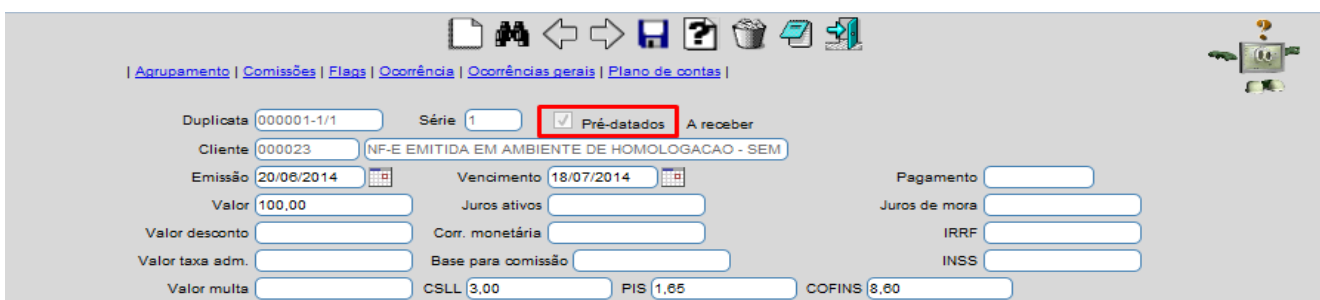 | Agrupamento | Comissões | Flags | Ocorrência | Ocorrências gerais | Plano de contas |
Duplicata 000001-1/1 Série 1 Pré-datados A receber
Cliente 000023 NF-E EMITIDA EM AMBIENTE DE HOMOLOGACAO - SEM
Emissão 20/06/2014 Vencimento 18/07/2014 Pagamento
Valor 100,00 Juros ativos Juros de mora
Valor desconto Corr. monetária IRRF
Valor taxa adm. Base para comissão INSS
Valor multa CSLL 3,00 PIS 1,65 COFINS 8,60